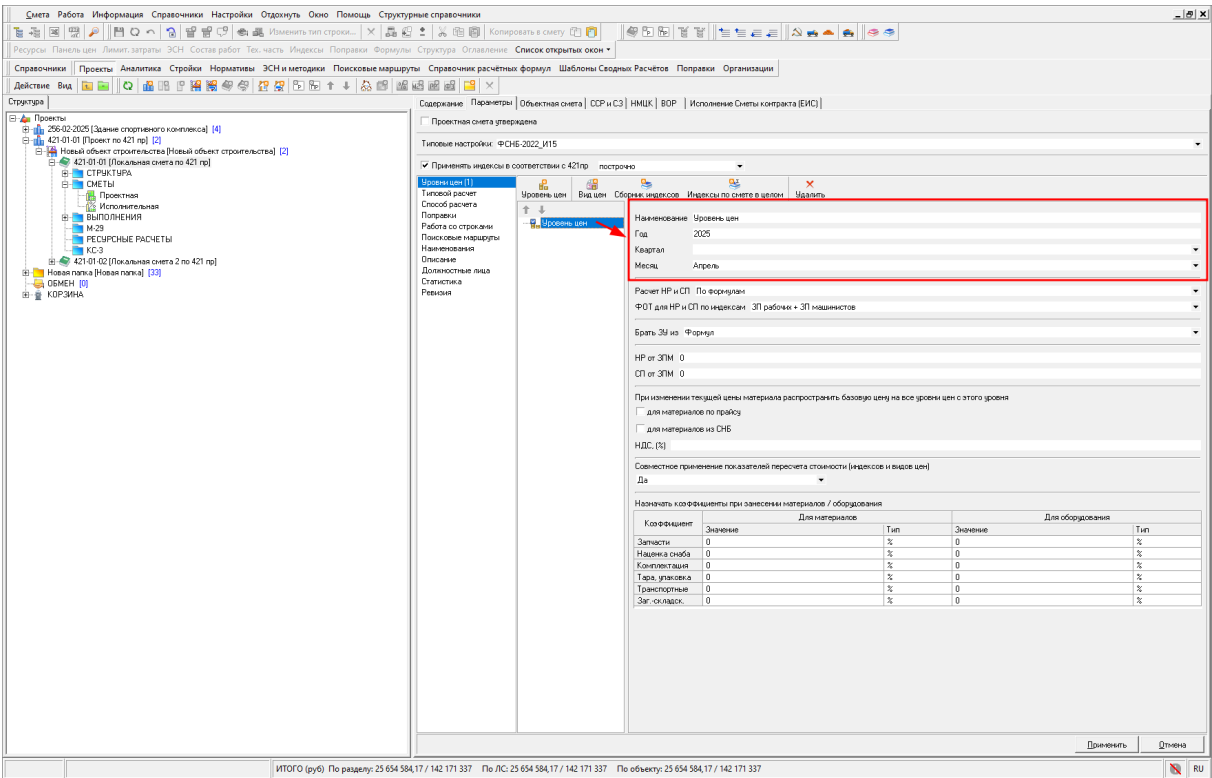 Смета Работа Информация Справочники Настройки Отдохнуть Окно Помощь Структурные справочники
Изменить тип строки... Копировать в смету
Ресурсы Панель цен Лимит. затраты ЭСН Состав работ Тех. часть Индексы Поправки Формулы Структура Оглавление Список открытых окон
Справочники Проекты Аналитика Стройки Нормативы ЭСН и методики Поисковые маршруты Справочник расчётных формул Шаблоны Сводных Расчётов Поправки Организации
Действие Вид
Структура
Проекты
256-02-2025 [Здание спортивного комплекса] [4]
421-01-01 [Проект по 421 пр] [2]
Новый объект строительства [Новый объект строительства] [2]
421-01-01 [Локальная смета по 421 пр]
СТРУКТУРА
СМЕТЫ
Проектная
Исполнительная
ВЫПОЛНЕНИЯ
М-29
РЕСУРСНЫЕ РАСЧЕТЫ
КС-3
421-01-02 [Локальная смета 2 по 421 пр]
Новая папка [Новая папка] [33]
ОБМЕН [0]
КОРЗИНА
Содержание Параметры Объектная смета ССР и СЗ НМЦК ВОР Исполнение Сметы контракта (ЕИС)
Проектная смета утверждена
Типовые настройки: ФСНБ-2022_И15
Применять индексы в соответствии с 421пр построчно
Уровни цен [1]
Типовой расчет
Способ расчета
Поправки
Работа со строками
Поисковые маршруты
Наименования
Описание
Должностные лица
Статистика
Ревизия
Уровень цен Вид цен Сборник индексов Индексы по смете в целом Удалить
Уровень цен
Наименование Уровень цен
Год 2025
Квартал
Месяц Апрель
Расчет НР и СП По формулам
ФОТ для НР и СП по индексам ЗП рабочих + ЗП машинистов
Брать ЗУ из Формул
НР от ЗПМ 0
СП от ЗПМ 0
При изменении текущей цены материала распространить базовую цену на все уровни цен с этого уровня
для материалов по прайсу
для материалов из СНБ
НДС, (%)
Совместное применение показателей пересчета стоимости (индексов и видов цен)
Да
Назначать коэффициенты при занесении материалов / оборудования
Коэффициент Для материалов Для оборудования
Значение Тип Значение Тип
Запчасти 0 % 0 %
Наценка снаба 0 % 0 %
Комплектация 0 % 0 %
Тара, упаковка 0 % 0 %
Транспортные 0 % 0 %
Заг.-складск. 0 % 0 %
Применить Отмена
ИТОГО (руб) По разделу: 25 654 584,17 / 142 171 337 По ЛС: 25 654 584,17 / 142 171 337 По объекту: 25 654 584,17 / 142 171 337
RU